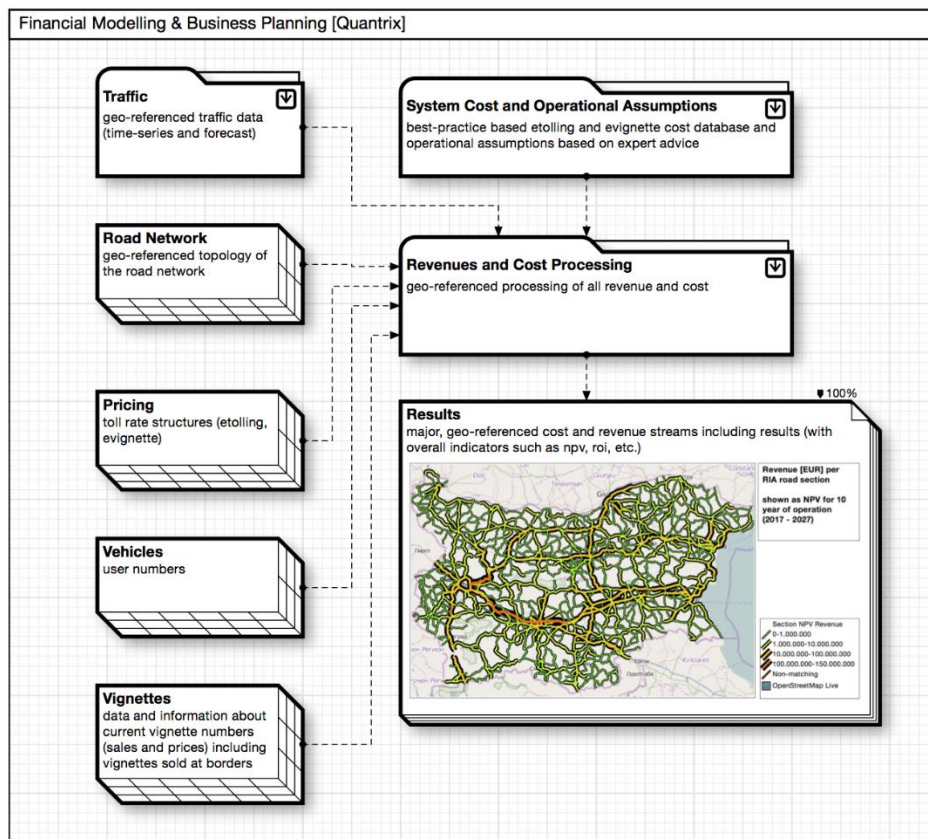 Financial Modelling & Business Planning [Quantrix]
Traffic
geo-referenced traffic data
(time-series and forecast)
System Cost and Operational Assumptions
best-practice based etolling and evignette cost database and
operational assumptions based on expert advice
Road Network
geo-referenced topology of
the road network
Revenues and Cost Processing
geo-referenced processing of all revenue and cost
Pricing
toll rate structures (etolling,
evignette)
Vehicles
user numbers
Vignettes
data and information about
current vignette numbers
(sales and prices) including
vignettes sold at borders
100%
Results
major, geo-referenced cost and revenue streams including results (with
overall indicators such as npv, roi, etc.)
Revenue [EUR] per
RIA road section
shown as NPV for 10
year of operation
(2017 - 2027)
Section NPV Revenue
0-1.000.000
1.000.000-10.000.000
10.000.000-100.000.000
100.000.000-150.000.000
Non-matching
OpenStreetMap Live